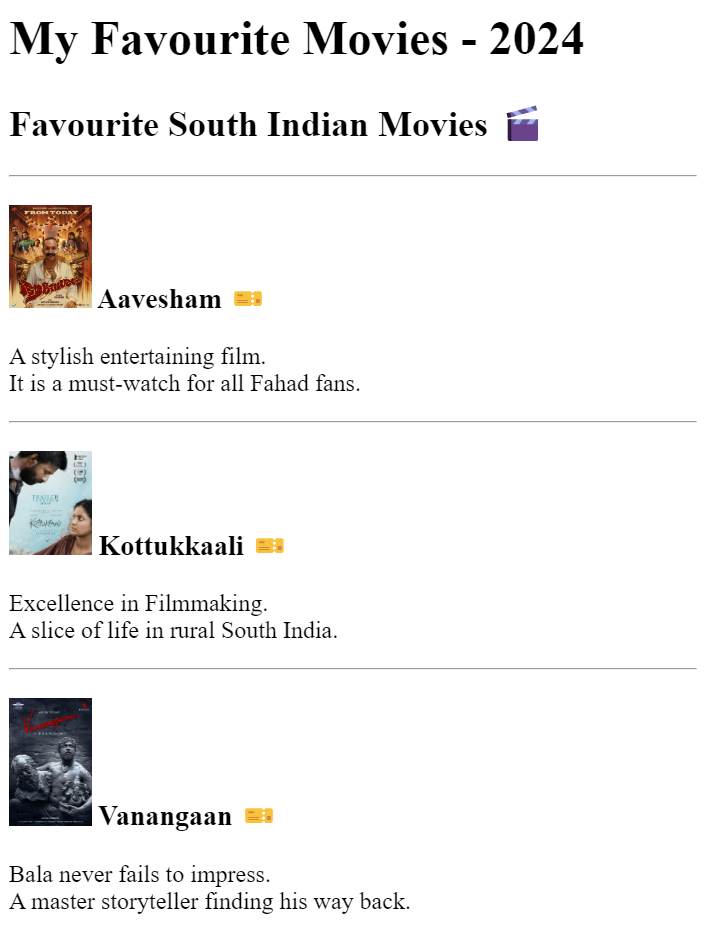 My Favourite Movies - 2024
Favourite South Indian Movies
FROM TODAY
Aavesham
A stylish entertaining film.
It is a must-watch for all Fahad fans.
TRAILER
Kottukkaali
Excellence in Filmmaking.
A slice of life in rural South India.
Vanangaan
Bala never fails to impress.
A master storyteller finding his way back.